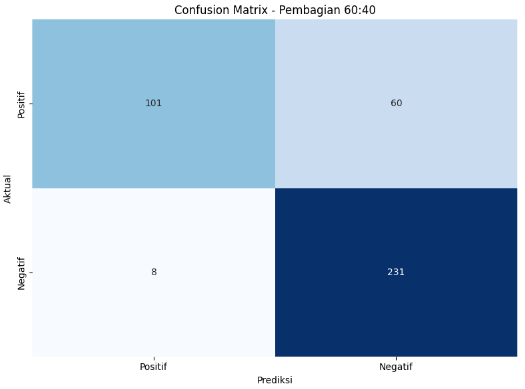 Confusion Matrix - Pembagian 60:40
Positif
101
60
Aktual
Negatif
8
231
Positif
Negatif
Prediksi